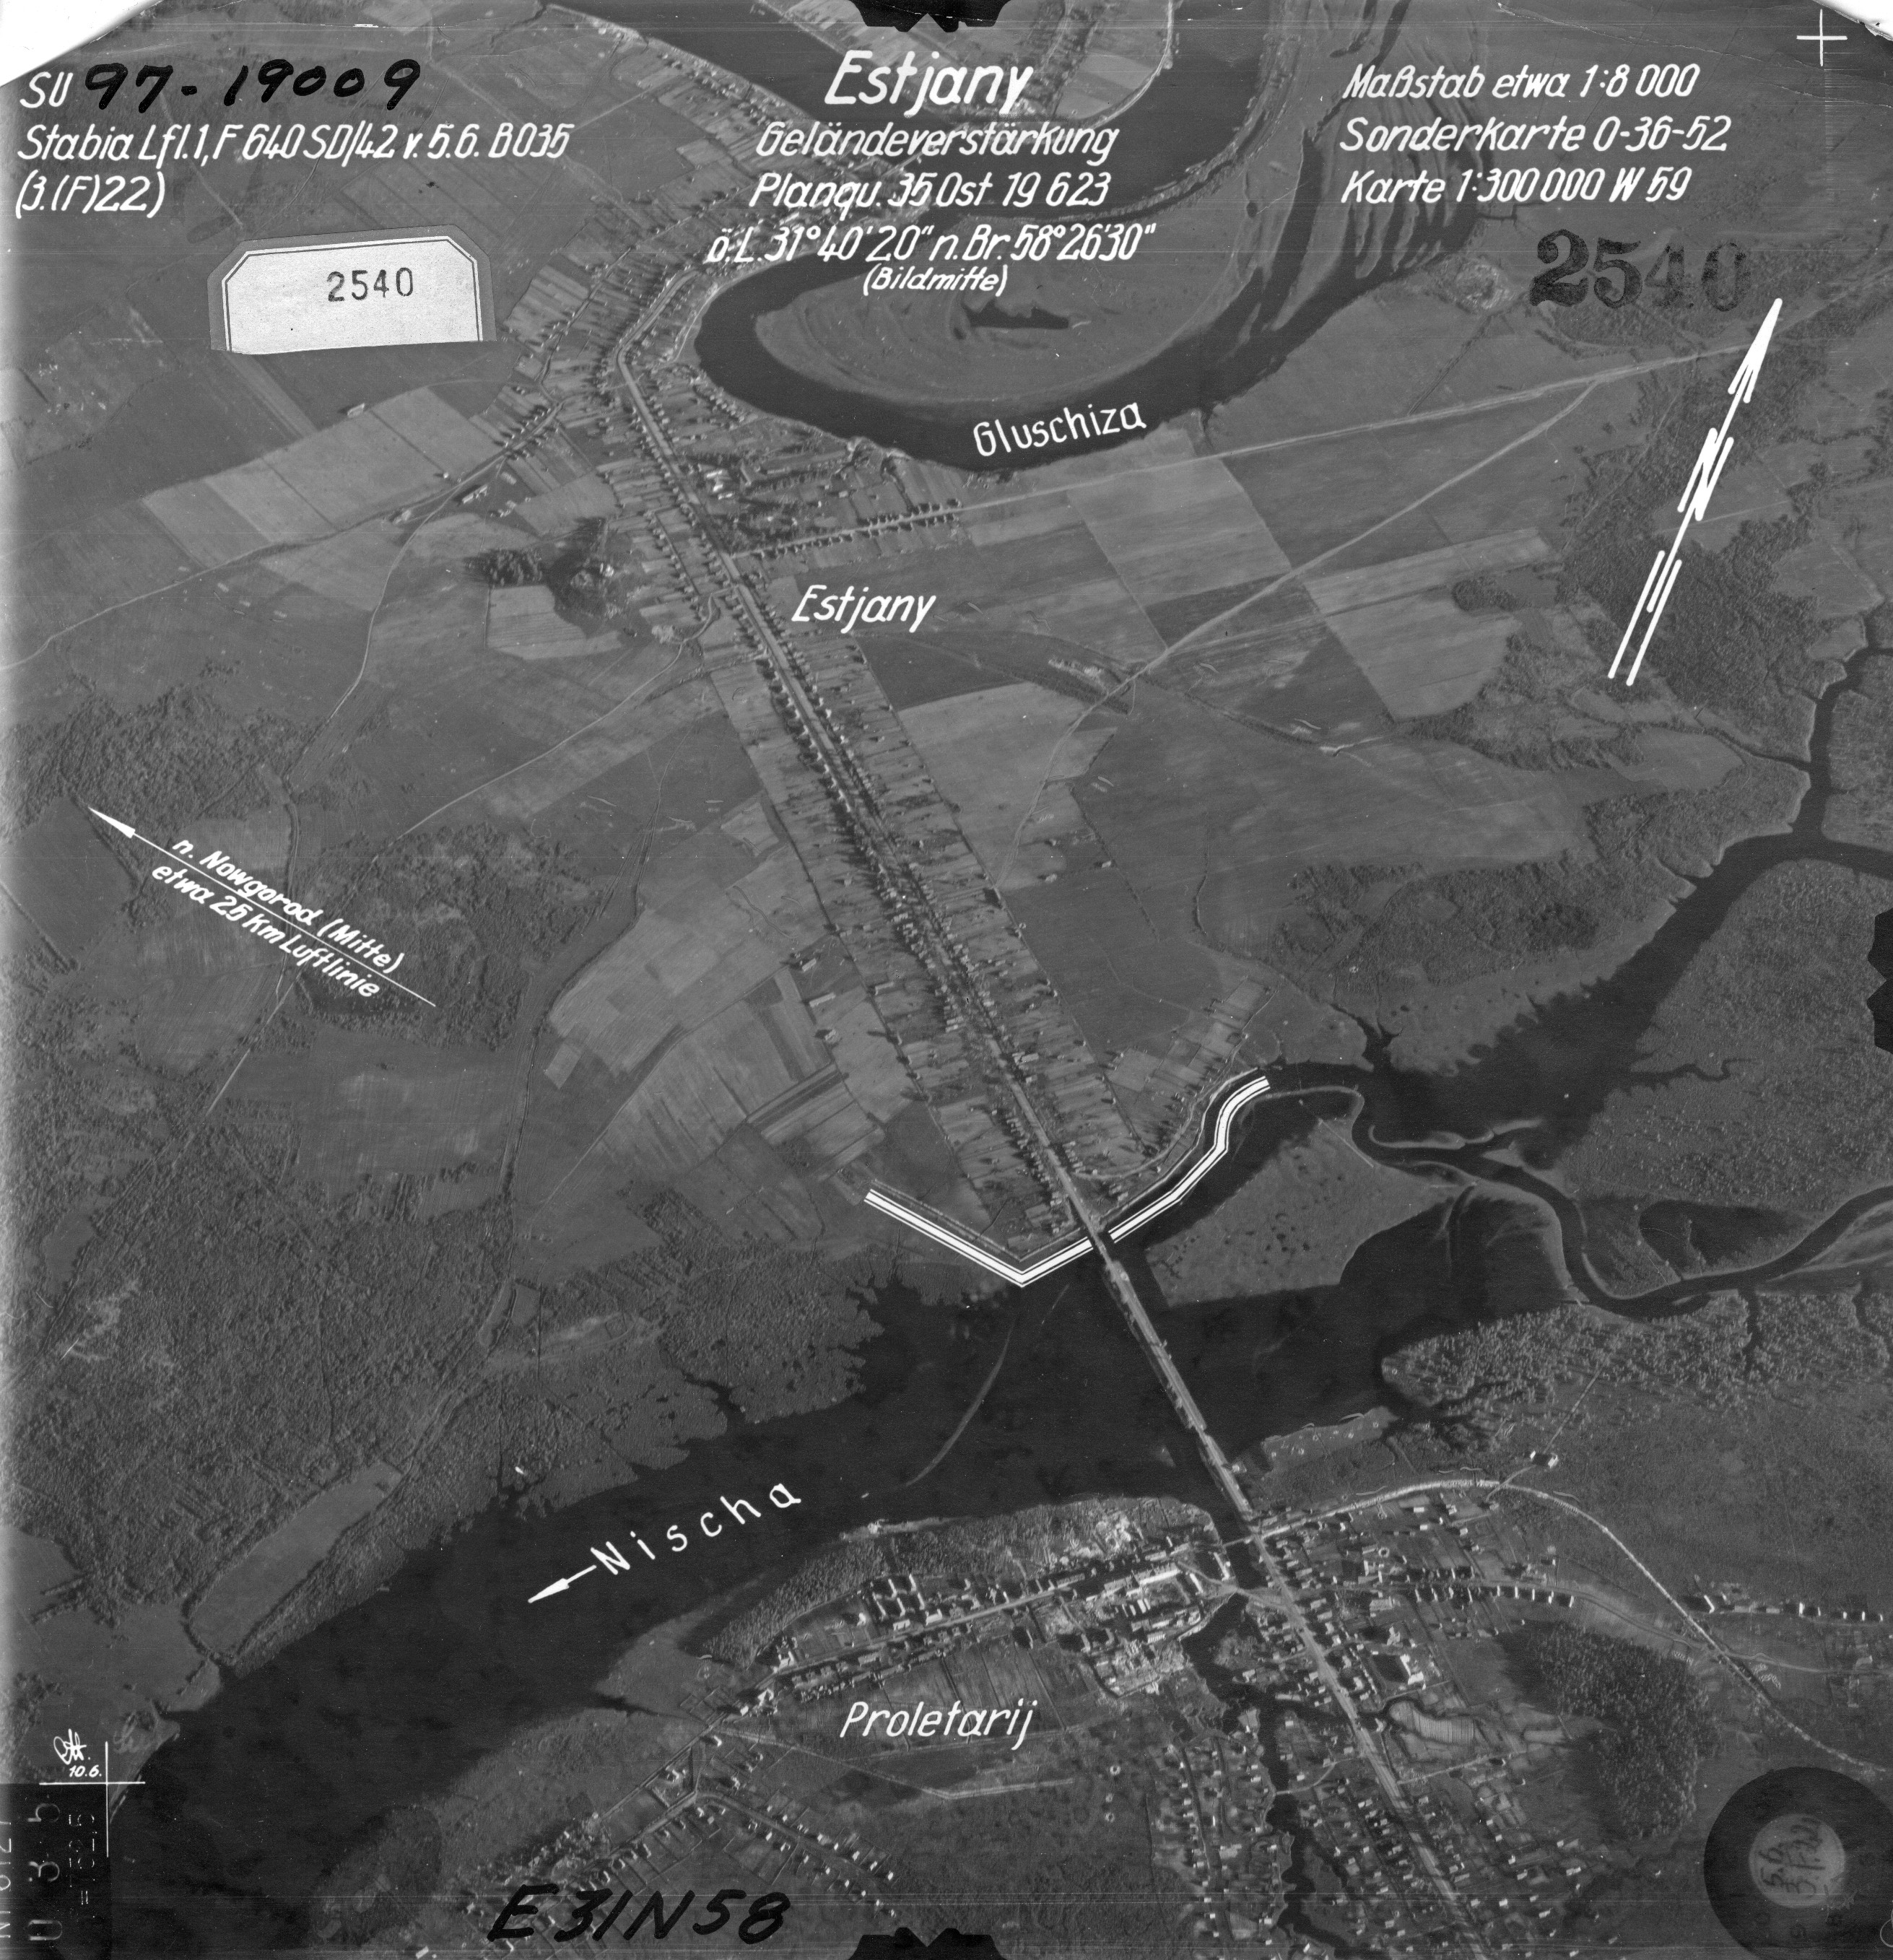 SU 97-19009
Stabia Lfl.1, F 640 SD/42 v. 5.6. B035
(3.(F)22)
Estjany
Geländeverstärkung
Planqu. 35 Ost 19 623
ö.L. 31°40'20" n.Br. 58°26'30"
(Bildmitte)
Maßstab etwa 1:8 000
Sonderkarte O-36-52
Karte 1:300 000 W 59
2540
2540
Gluschiza
N
Estjany
n. Nowgorod (Mitte)
etwa 25 Km Luftlinie
Nischa
Proletarij
10.6.
E31N58